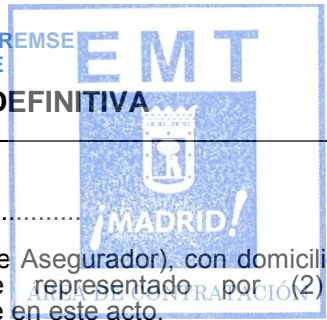 REMSE
E
EMT
DEFINITIVA
¡MADRID!
e Asegurador), con domicili
e representado por (2)
ÁREA DE CONTRATACIÓN
e en este acto.